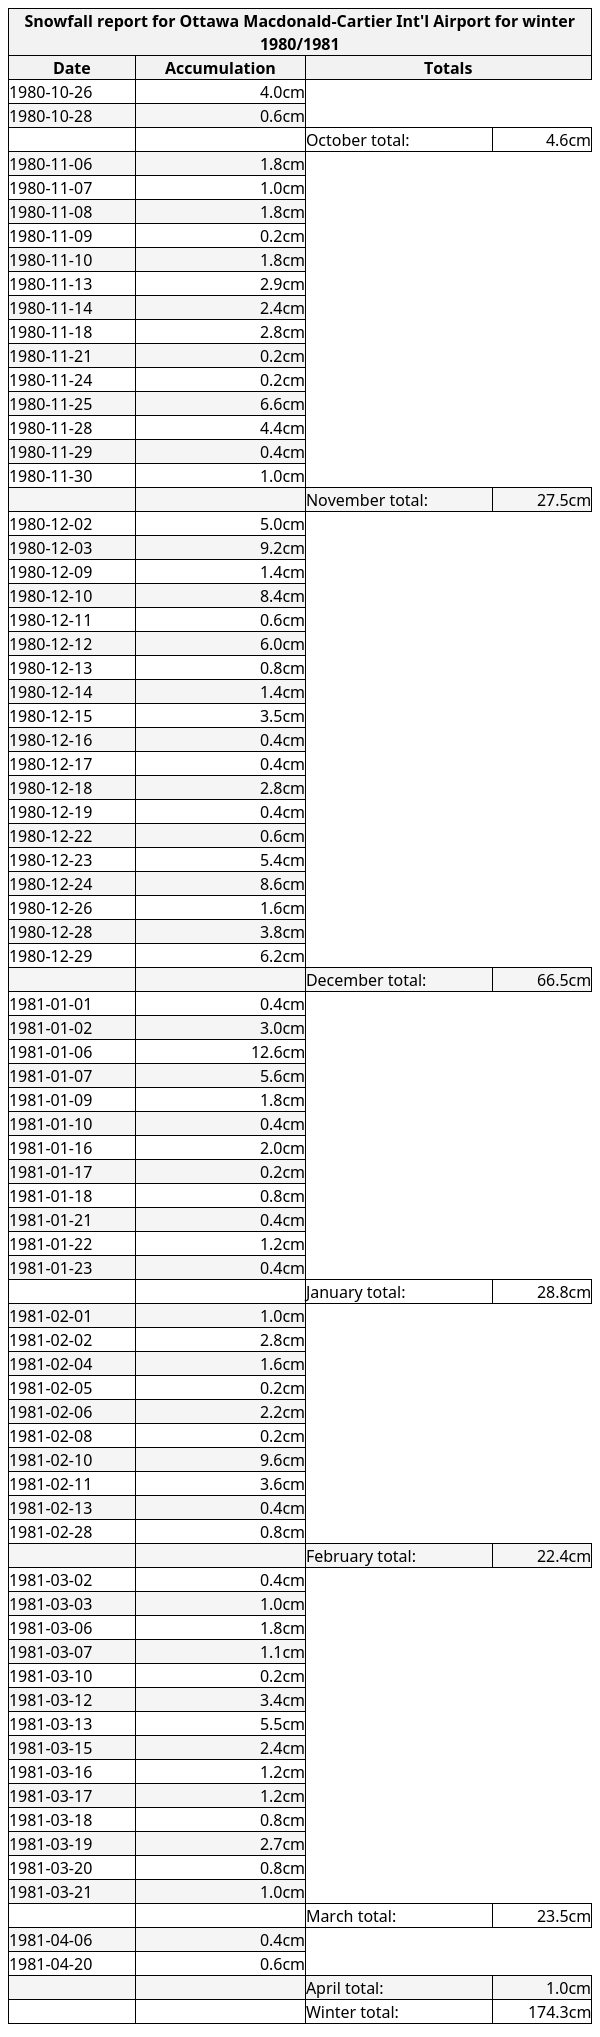 Snowfall report for Ottawa Macdonald-Cartier Int'l Airport for winter
1980/1981
Date Accumulation Totals
1980-10-26 4.0cm
1980-10-28 0.6cm
October total: 4.6cm
1980-11-06 1.8cm
1980-11-07 1.0cm
1980-11-08 1.8cm
1980-11-09 0.2cm
1980-11-10 1.8cm
1980-11-13 2.9cm
1980-11-14 2.4cm
1980-11-18 2.8cm
1980-11-21 0.2cm
1980-11-24 0.2cm
1980-11-25 6.6cm
1980-11-28 4.4cm
1980-11-29 0.4cm
1980-11-30 1.0cm
November total: 27.5cm
1980-12-02 5.0cm
1980-12-03 9.2cm
1980-12-09 1.4cm
1980-12-10 8.4cm
1980-12-11 0.6cm
1980-12-12 6.0cm
1980-12-13 0.8cm
1980-12-14 1.4cm
1980-12-15 3.5cm
1980-12-16 0.4cm
1980-12-17 0.4cm
1980-12-18 2.8cm
1980-12-19 0.4cm
1980-12-22 0.6cm
1980-12-23 5.4cm
1980-12-24 8.6cm
1980-12-26 1.6cm
1980-12-28 3.8cm
1980-12-29 6.2cm
December total: 66.5cm
1981-01-01 0.4cm
1981-01-02 3.0cm
1981-01-06 12.6cm
1981-01-07 5.6cm
1981-01-09 1.8cm
1981-01-10 0.4cm
1981-01-16 2.0cm
1981-01-17 0.2cm
1981-01-18 0.8cm
1981-01-21 0.4cm
1981-01-22 1.2cm
1981-01-23 0.4cm
January total: 28.8cm
1981-02-01 1.0cm
1981-02-02 2.8cm
1981-02-04 1.6cm
1981-02-05 0.2cm
1981-02-06 2.2cm
1981-02-08 0.2cm
1981-02-10 9.6cm
1981-02-11 3.6cm
1981-02-13 0.4cm
1981-02-28 0.8cm
February total: 22.4cm
1981-03-02 0.4cm
1981-03-03 1.0cm
1981-03-06 1.8cm
1981-03-07 1.1cm
1981-03-10 0.2cm
1981-03-12 3.4cm
1981-03-13 5.5cm
1981-03-15 2.4cm
1981-03-16 1.2cm
1981-03-17 1.2cm
1981-03-18 0.8cm
1981-03-19 2.7cm
1981-03-20 0.8cm
1981-03-21 1.0cm
March total: 23.5cm
1981-04-06 0.4cm
1981-04-20 0.6cm
April total: 1.0cm
Winter total: 174.3cm